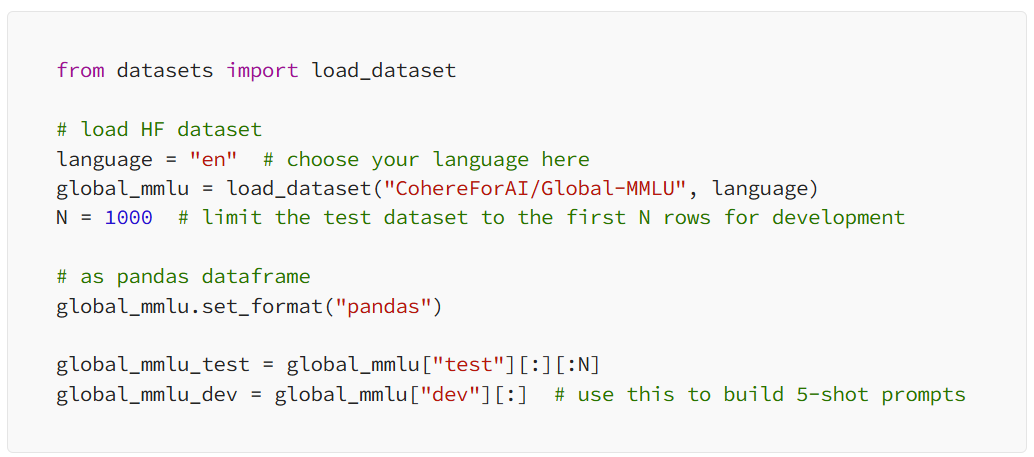 from datasets import load_dataset
# load HF dataset
language = "en"  # choose your language here
global_mmlu = load_dataset("CohereForAI/Global-MMLU", language)
N = 1000  # limit the test dataset to the first N rows for development
# as pandas dataframe
global_mmlu.set_format("pandas")
global_mmlu_test = global_mmlu["test"][:][:N]
global_mmlu_dev = global_mmlu["dev"][:]  # use this to build 5-shot prompts